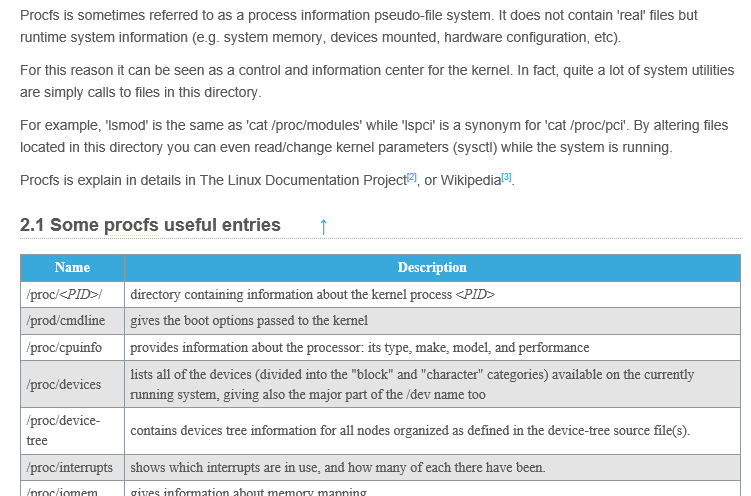 Procfs is sometimes referred to as a process information pseudo-file system. It does not contain 'real' files but
runtime system information (e.g. system memory, devices mounted, hardware configuration, etc).
For this reason it can be seen as a control and information center for the kernel. In fact, quite a lot of system utilities
are simply calls to files in this directory.
For example, 'lsmod' is the same as 'cat /proc/modules' while 'lspci' is a synonym for 'cat /proc/pci'. By altering files
located in this directory you can even read/change kernel parameters (sysctl) while the system is running.
Procfs is explain in details in The Linux Documentation Project[2], or Wikipedia[3].
2.1 Some procfs useful entries ↑
Name Description
/proc/<PID>/ directory containing information about the kernel process <PID>
/prod/cmdline gives the boot options passed to the kernel
/proc/cpuinfo provides information about the processor: its type, make, model, and performance
/proc/devices lists all of the devices (divided into the "block" and "character" categories) available on the currently
running system, giving also the major part of the /dev name too
/proc/device-
tree contains devices tree information for all nodes organized as defined in the device-tree source file(s).
/proc/interrupts shows which interrupts are in use, and how many of each there have been.
/proc/iomem gives information about memory mapping